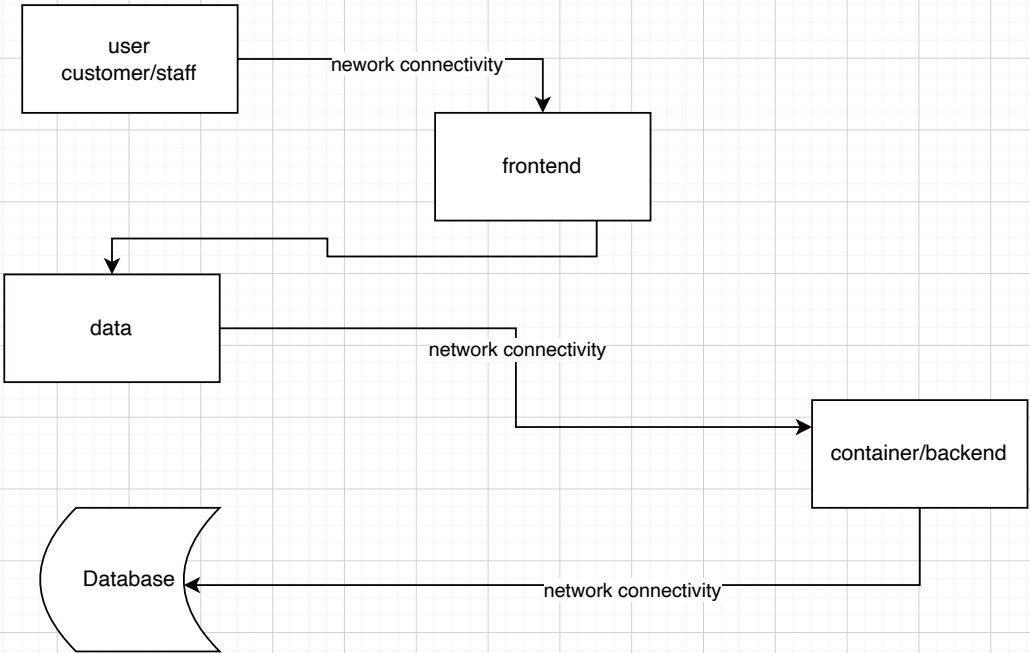 user
customer/staff
nework connectivity
frontend
data
network connectivity
container/backend
Database
network connectivity